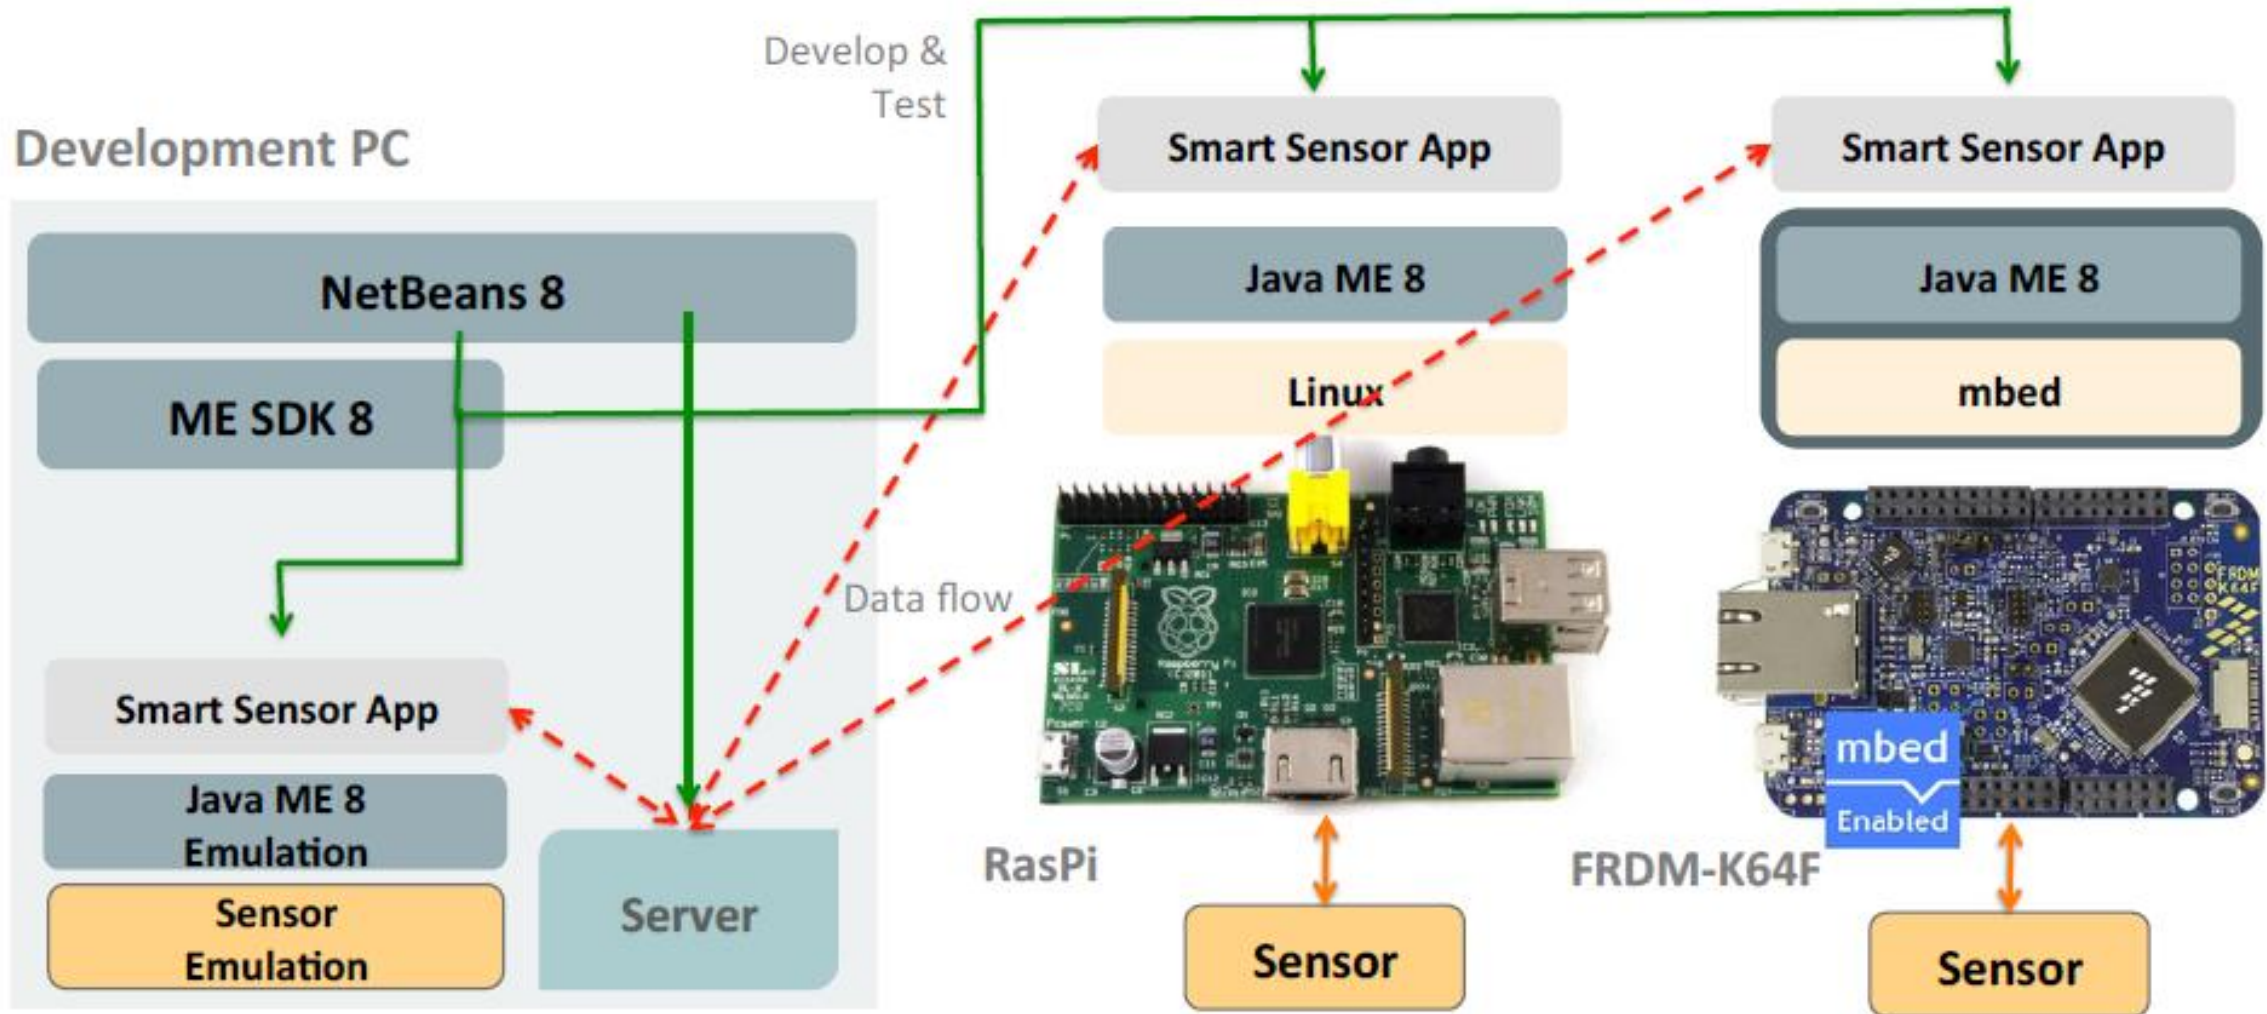 Develop &
Test
Development PC
NetBeans 8
ME SDK 8
Smart Sensor App
Java ME 8
Emulation
Sensor
Emulation
Server
Data flow
Smart Sensor App
Java ME 8
Linux
RasPi
Sensor
Smart Sensor App
Java ME 8
mbed
FRDM
K64F
mbed
Enabled
FRDM-K64F
Sensor